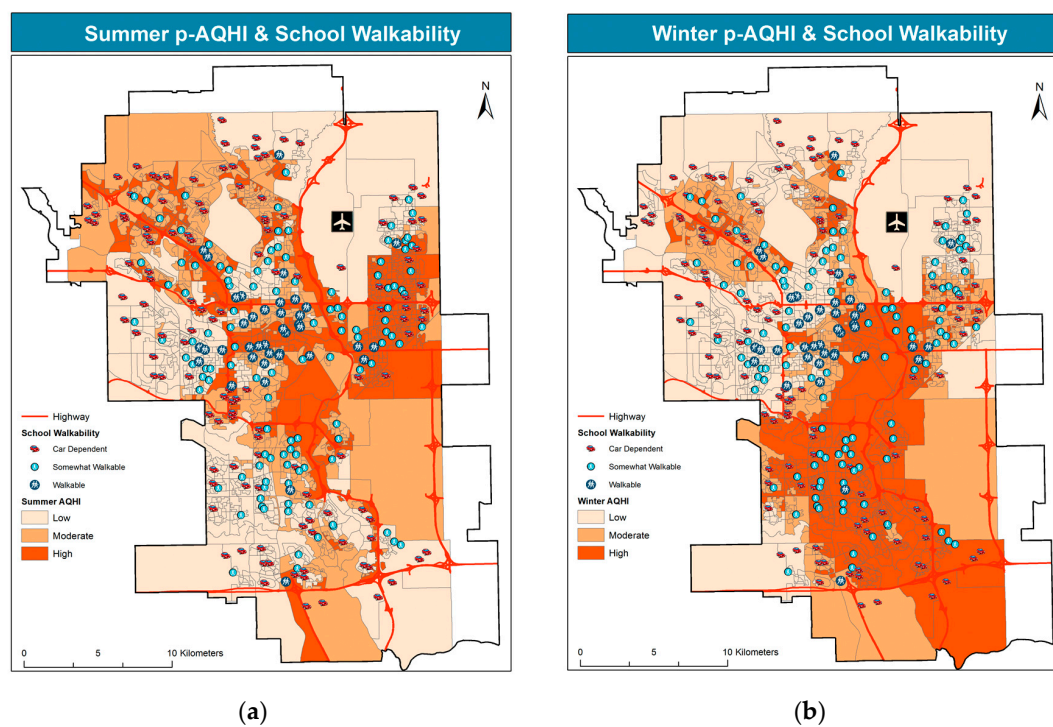 Summer p-AQHI & School Walkability
N
Highway
School Walkability
Car Dependent
Somewhat Walkable
Walkable
Summer AQHI
Low
Moderate
High
0 5 10 Kilometers
(a)
Winter p-AQHI & School Walkability
N
Highway
School Walkability
Car Dependent
Somewhat Walkable
Walkable
Winter AQHI
Low
Moderate
High
0 5 10 Kilometers
(b)